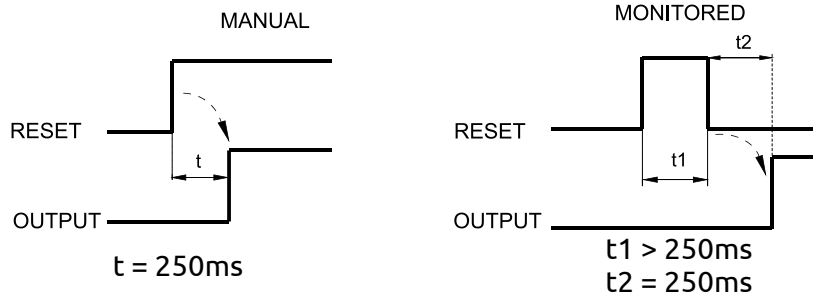 MANUAL
RESET
t
OUTPUT
t = 250ms
MONITORED
t2
RESET
t1
OUTPUT
t1 > 250ms
t2 = 250ms